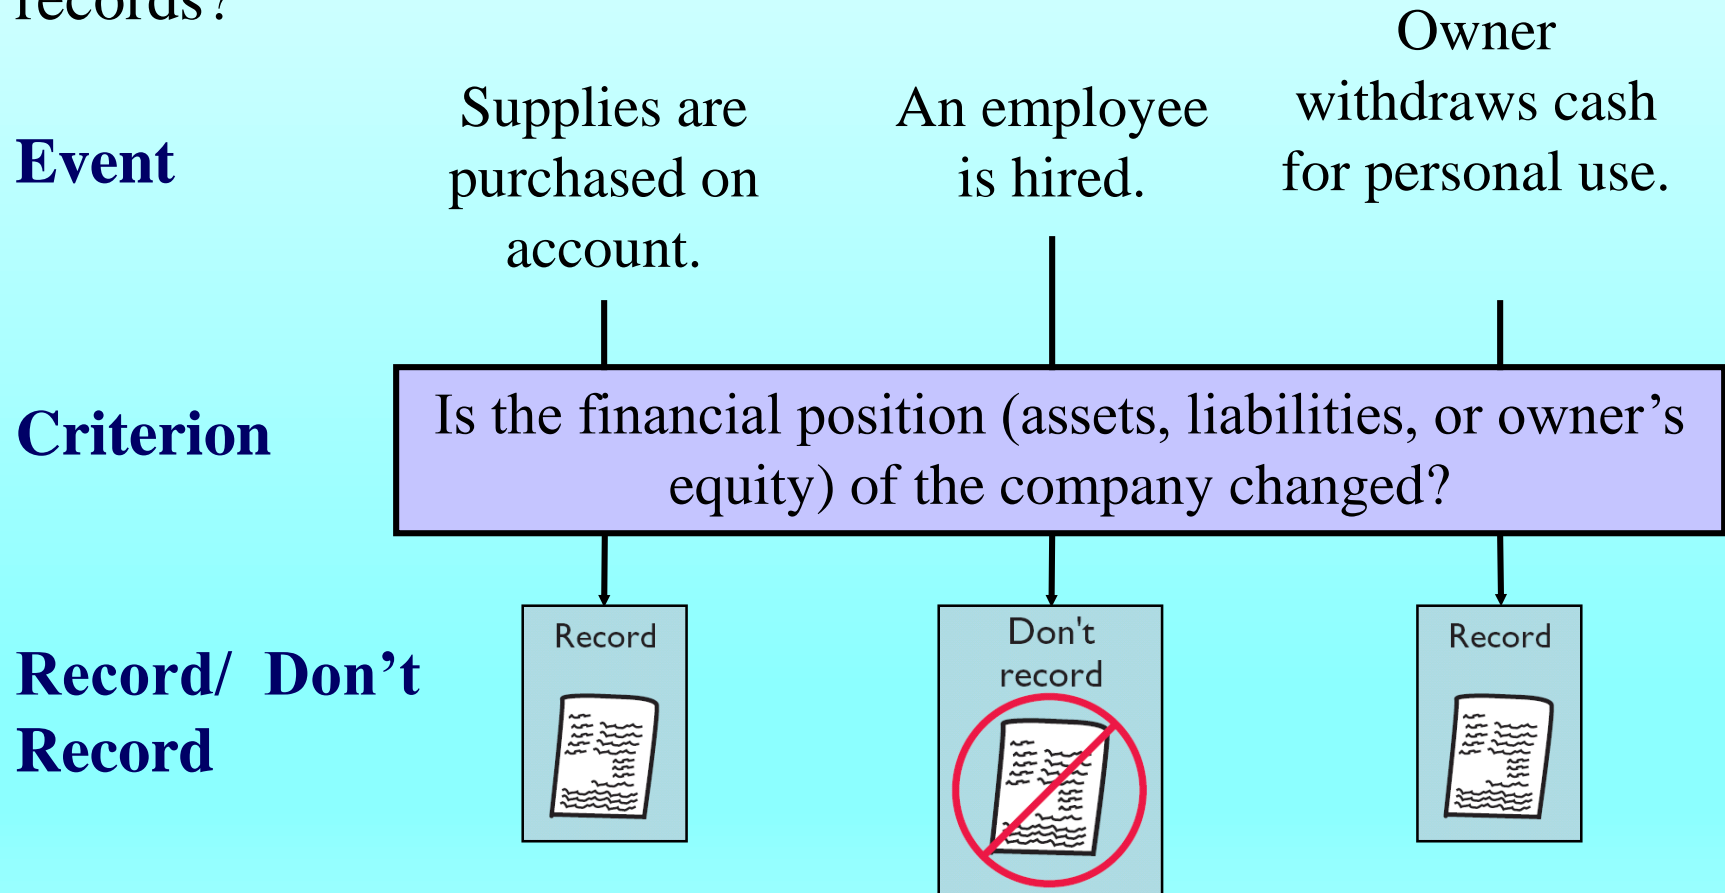 records?
Event
Supplies are
purchased on
account.
An employee
is hired.
Owner
withdraws cash
for personal use.
Criterion
Is the financial position (assets, liabilities, or owner’s
equity) of the company changed?
Record/ Don’t
Record
Record
Don't
record
Record